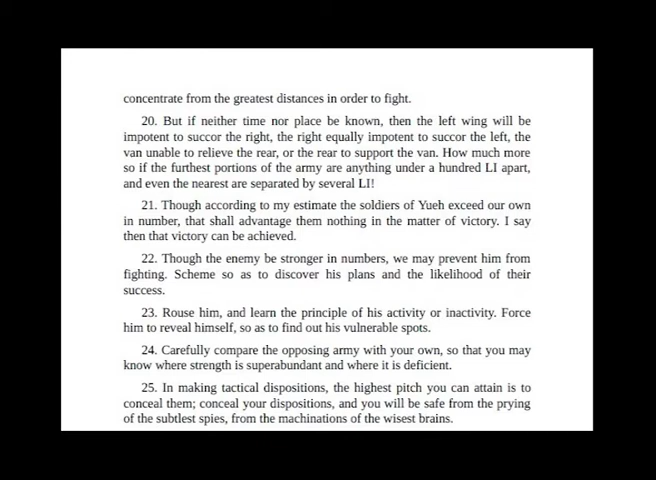 concentrate from the greatest distances in order to fight.
20. But if neither time nor place be known, then the left wing will be
impotent to succor the right, the right equally impotent to succor the left, the
van unable to relieve the rear, or the rear to support the van. How much more
so if the furthest portions of the army are anything under a hundred LI apart,
and even the nearest are separated by several LI!
21. Though according to my estimate the soldiers of Yueh exceed our own
in number, that shall advantage them nothing in the matter of victory. I say
then that victory can be achieved.
22. Though the enemy be stronger in numbers, we may prevent him from
fighting. Scheme so as to discover his plans and the likelihood of their
success.
23. Rouse him, and learn the principle of his activity or inactivity. Force
him to reveal himself, so as to find out his vulnerable spots.
24. Carefully compare the opposing army with your own, so that you may
know where strength is superabundant and where it is deficient.
25. In making tactical dispositions, the highest pitch you can attain is to
conceal them; conceal your dispositions, and you will be safe from the prying
of the subtlest spies, from the machinations of the wisest brains.